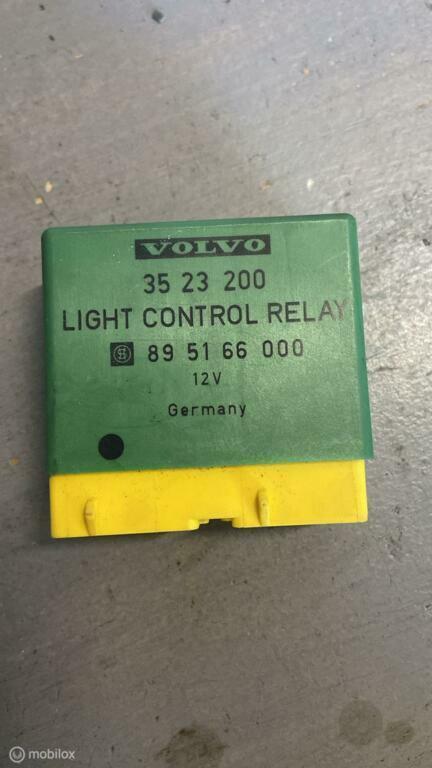 VOLVO
35 23 200
LIGHT CONTROL RELAY
89 51 66 000
12V
Germany
mobilox